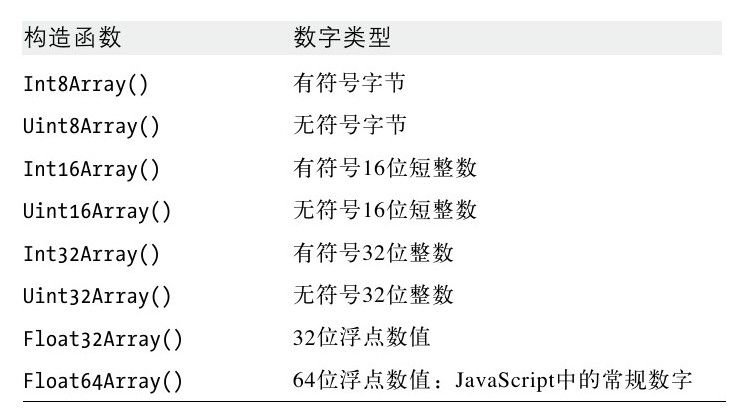 构造函数 数字类型
Int8Array() 有符号字节
Uint8Array() 无符号字节
Int16Array() 有符号16位短整数
Uint16Array() 无符号16位短整数
Int32Array() 有符号32位整数
Uint32Array() 无符号32位整数
Float32Array() 32位浮点数值
Float64Array() 64位浮点数值：JavaScript中的常规数字